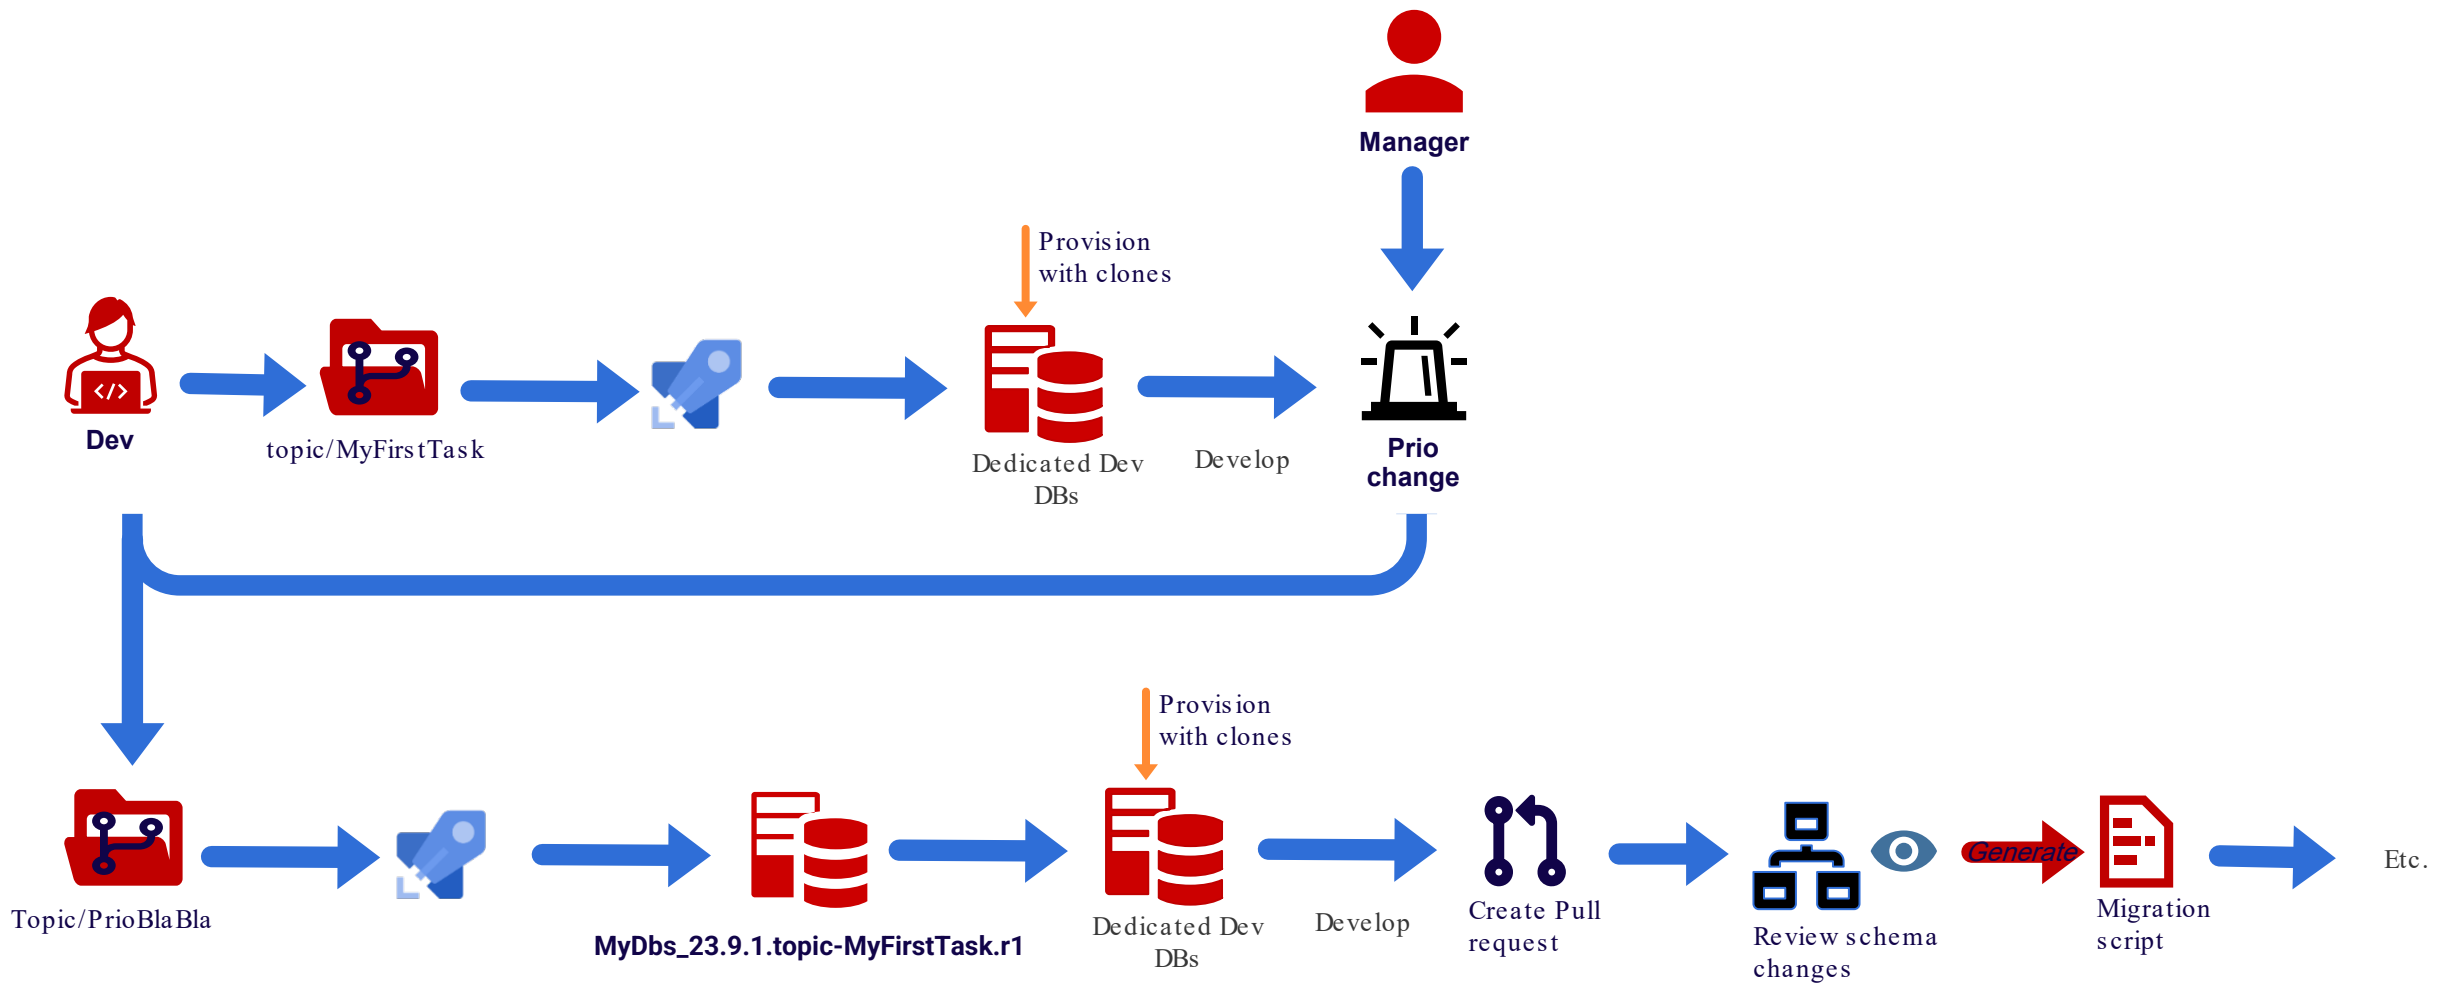 Manager
Provision
with clones
Dev
topic/MyFirstTask
Dedicated Dev
DBs
Develop
Prio
change
Provision
with clones
Topic/PrioBlaBla
MyDbs_23.9.1.topic-MyFirstTask.r1
Dedicated Dev
DBs
Develop
Create Pull
request
Review schema
changes
Generate
Migration
script
Etc.